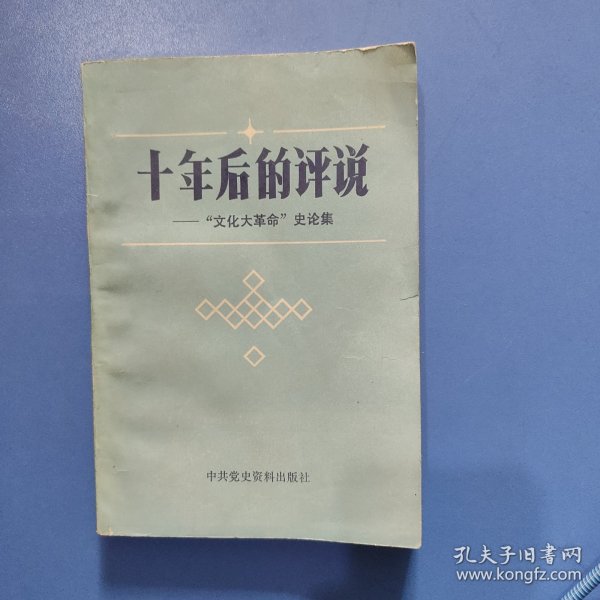 十年后的评说
——“文化大革命”史论集
中共党史资料出版社
孔夫子旧书网
www.kongfz.com